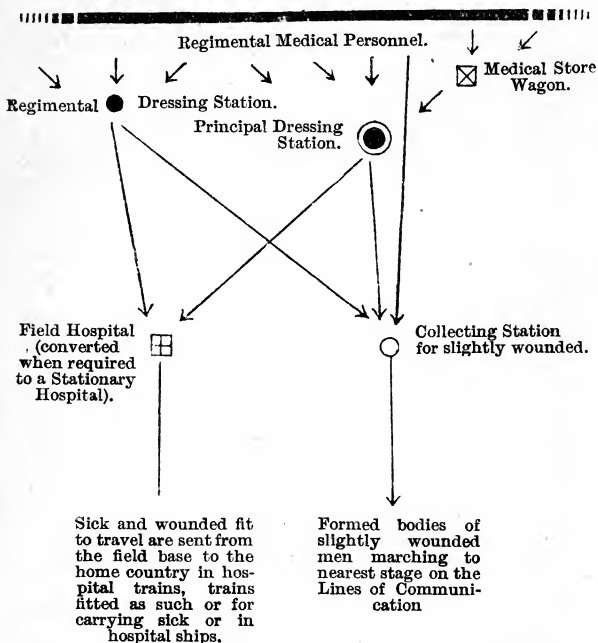 Regimental Medical Personnel.
Medical Store
Wagon.
Regimental Dressing Station.
Principal Dressing
Station.
Field Hospital
(converted
when required
to a Stationary
Hospital).
Collecting Station
for slightly wounded.
Sick and wounded fit
to travel are sent from
the field base to the
home country in hos-
pital trains, trains
fitted as such or for
carrying sick or in
hospital ships.
Formed bodies of
slightly wounded
men marching to
nearest stage on the
Lines of Communi-
cation